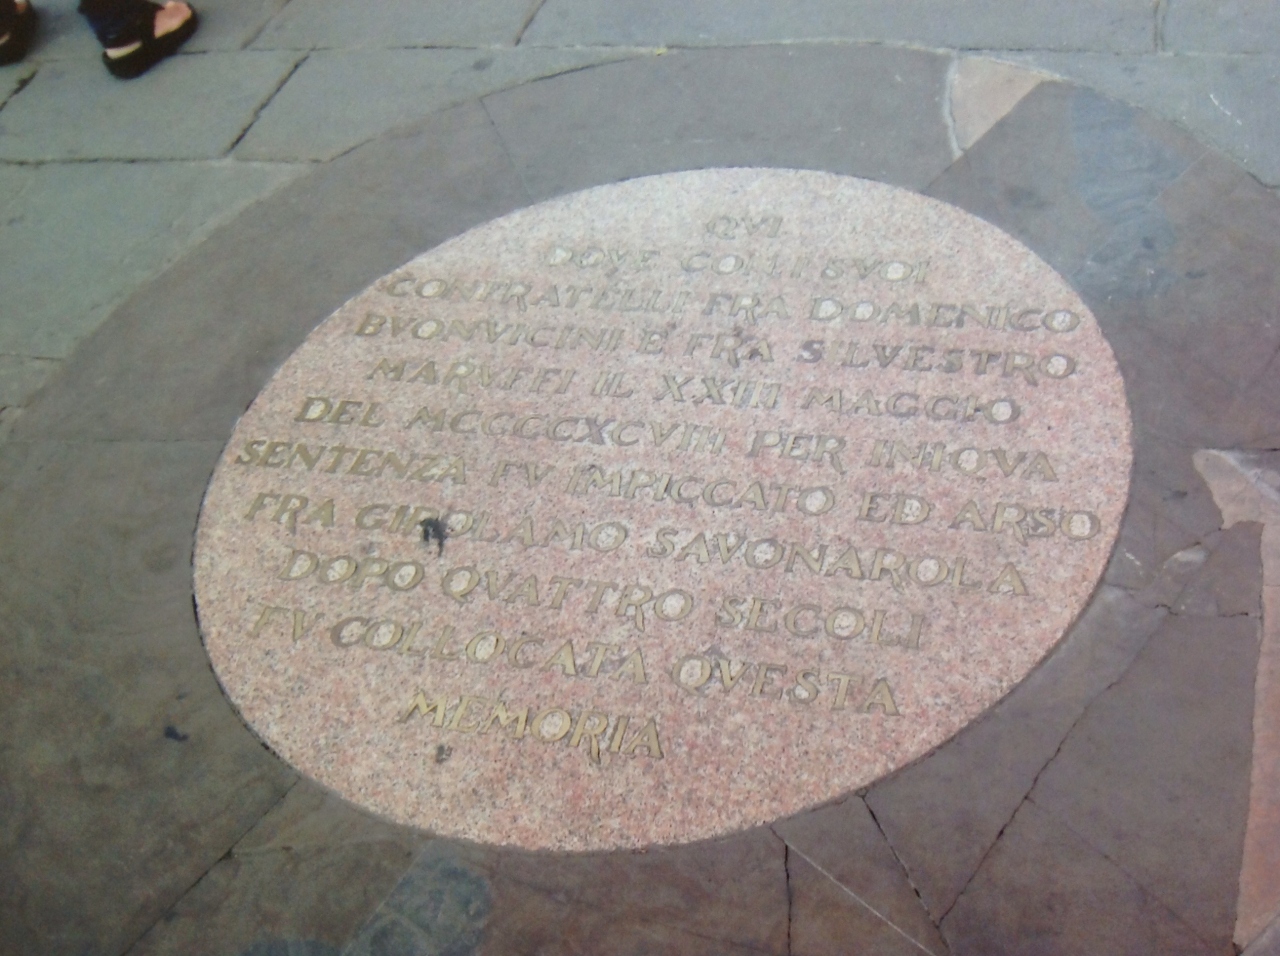 QVI
DOVE CON I SVOI
CONFRATELLI FRA DOMENICO
BVONVICINI E FRA SILVESTRO
MARVFFI IL XXIII MAGGIO
DEL MCCCCXCVIII PER INIQVA
SENTENZA FV IMPICCATO ED ARSO
FRA GIROLAMO SAVONAROLA
DOPO QVATTRO SECOLI
FV COLLOCATA QVESTA
MEMORIA